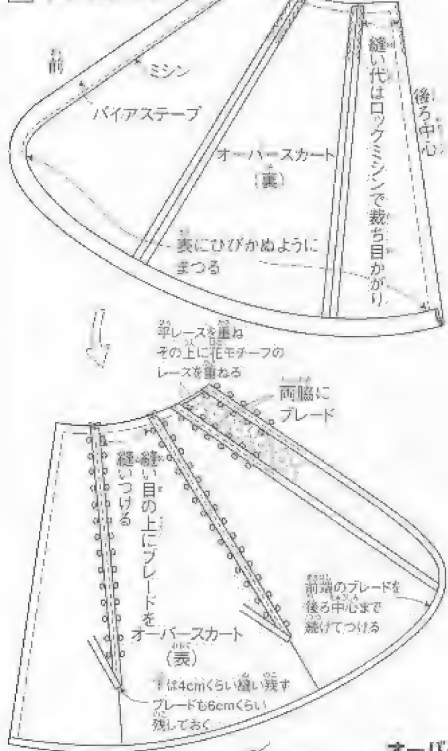 前
ミシン
バイアステープ
オーバースカート
(裏)
縫い代はロックミシンで裁ち目かがり
後ろ中心
表にひびかぬように
まつる
平レースを重ね
その上に花モチーフの
レースを重ねる
両脇に
ブレード
縫い目の上にブレードを
縫いつける
オーバースカート
(表)
前端のブレードを
後ろ中心まで
続けてつける
は4cmくらい縫い残す
ブレードも6cmくらい
残しておく
オーバ